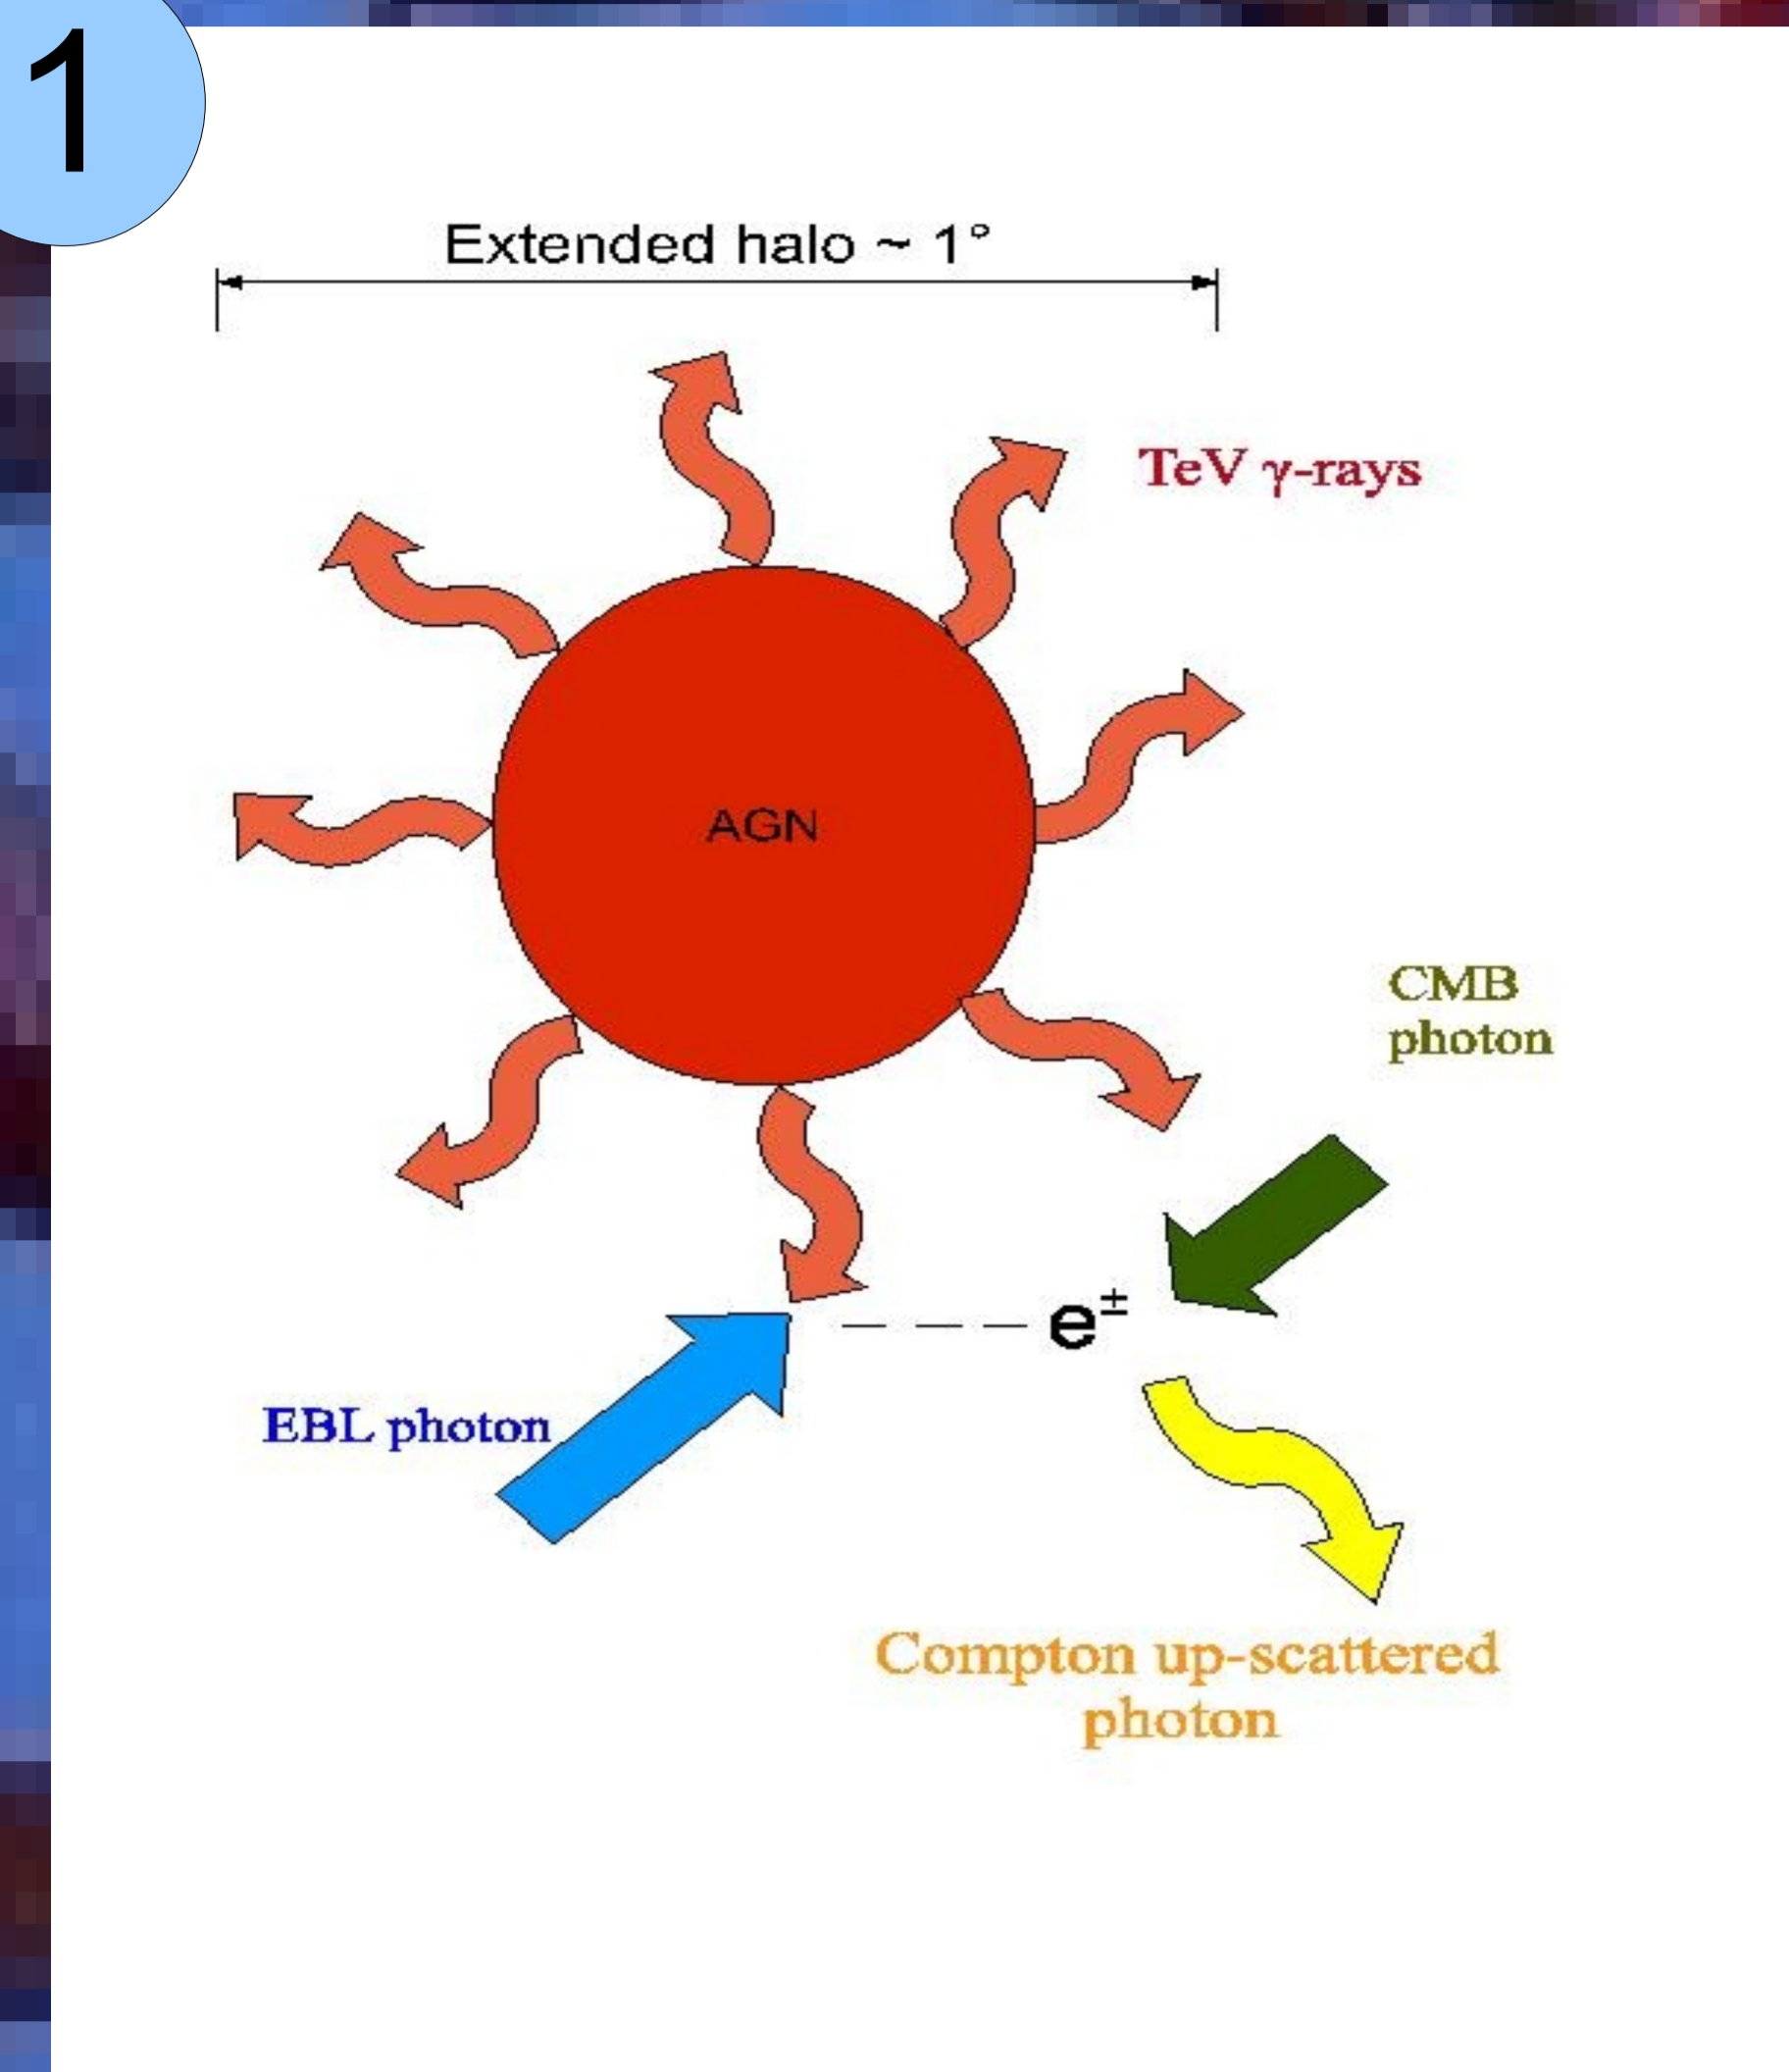 1
Extended halo ~ 1°
TeV γ-rays
AGN
CMB
photon
e±
EBL photon
Compton up-scattered
photon